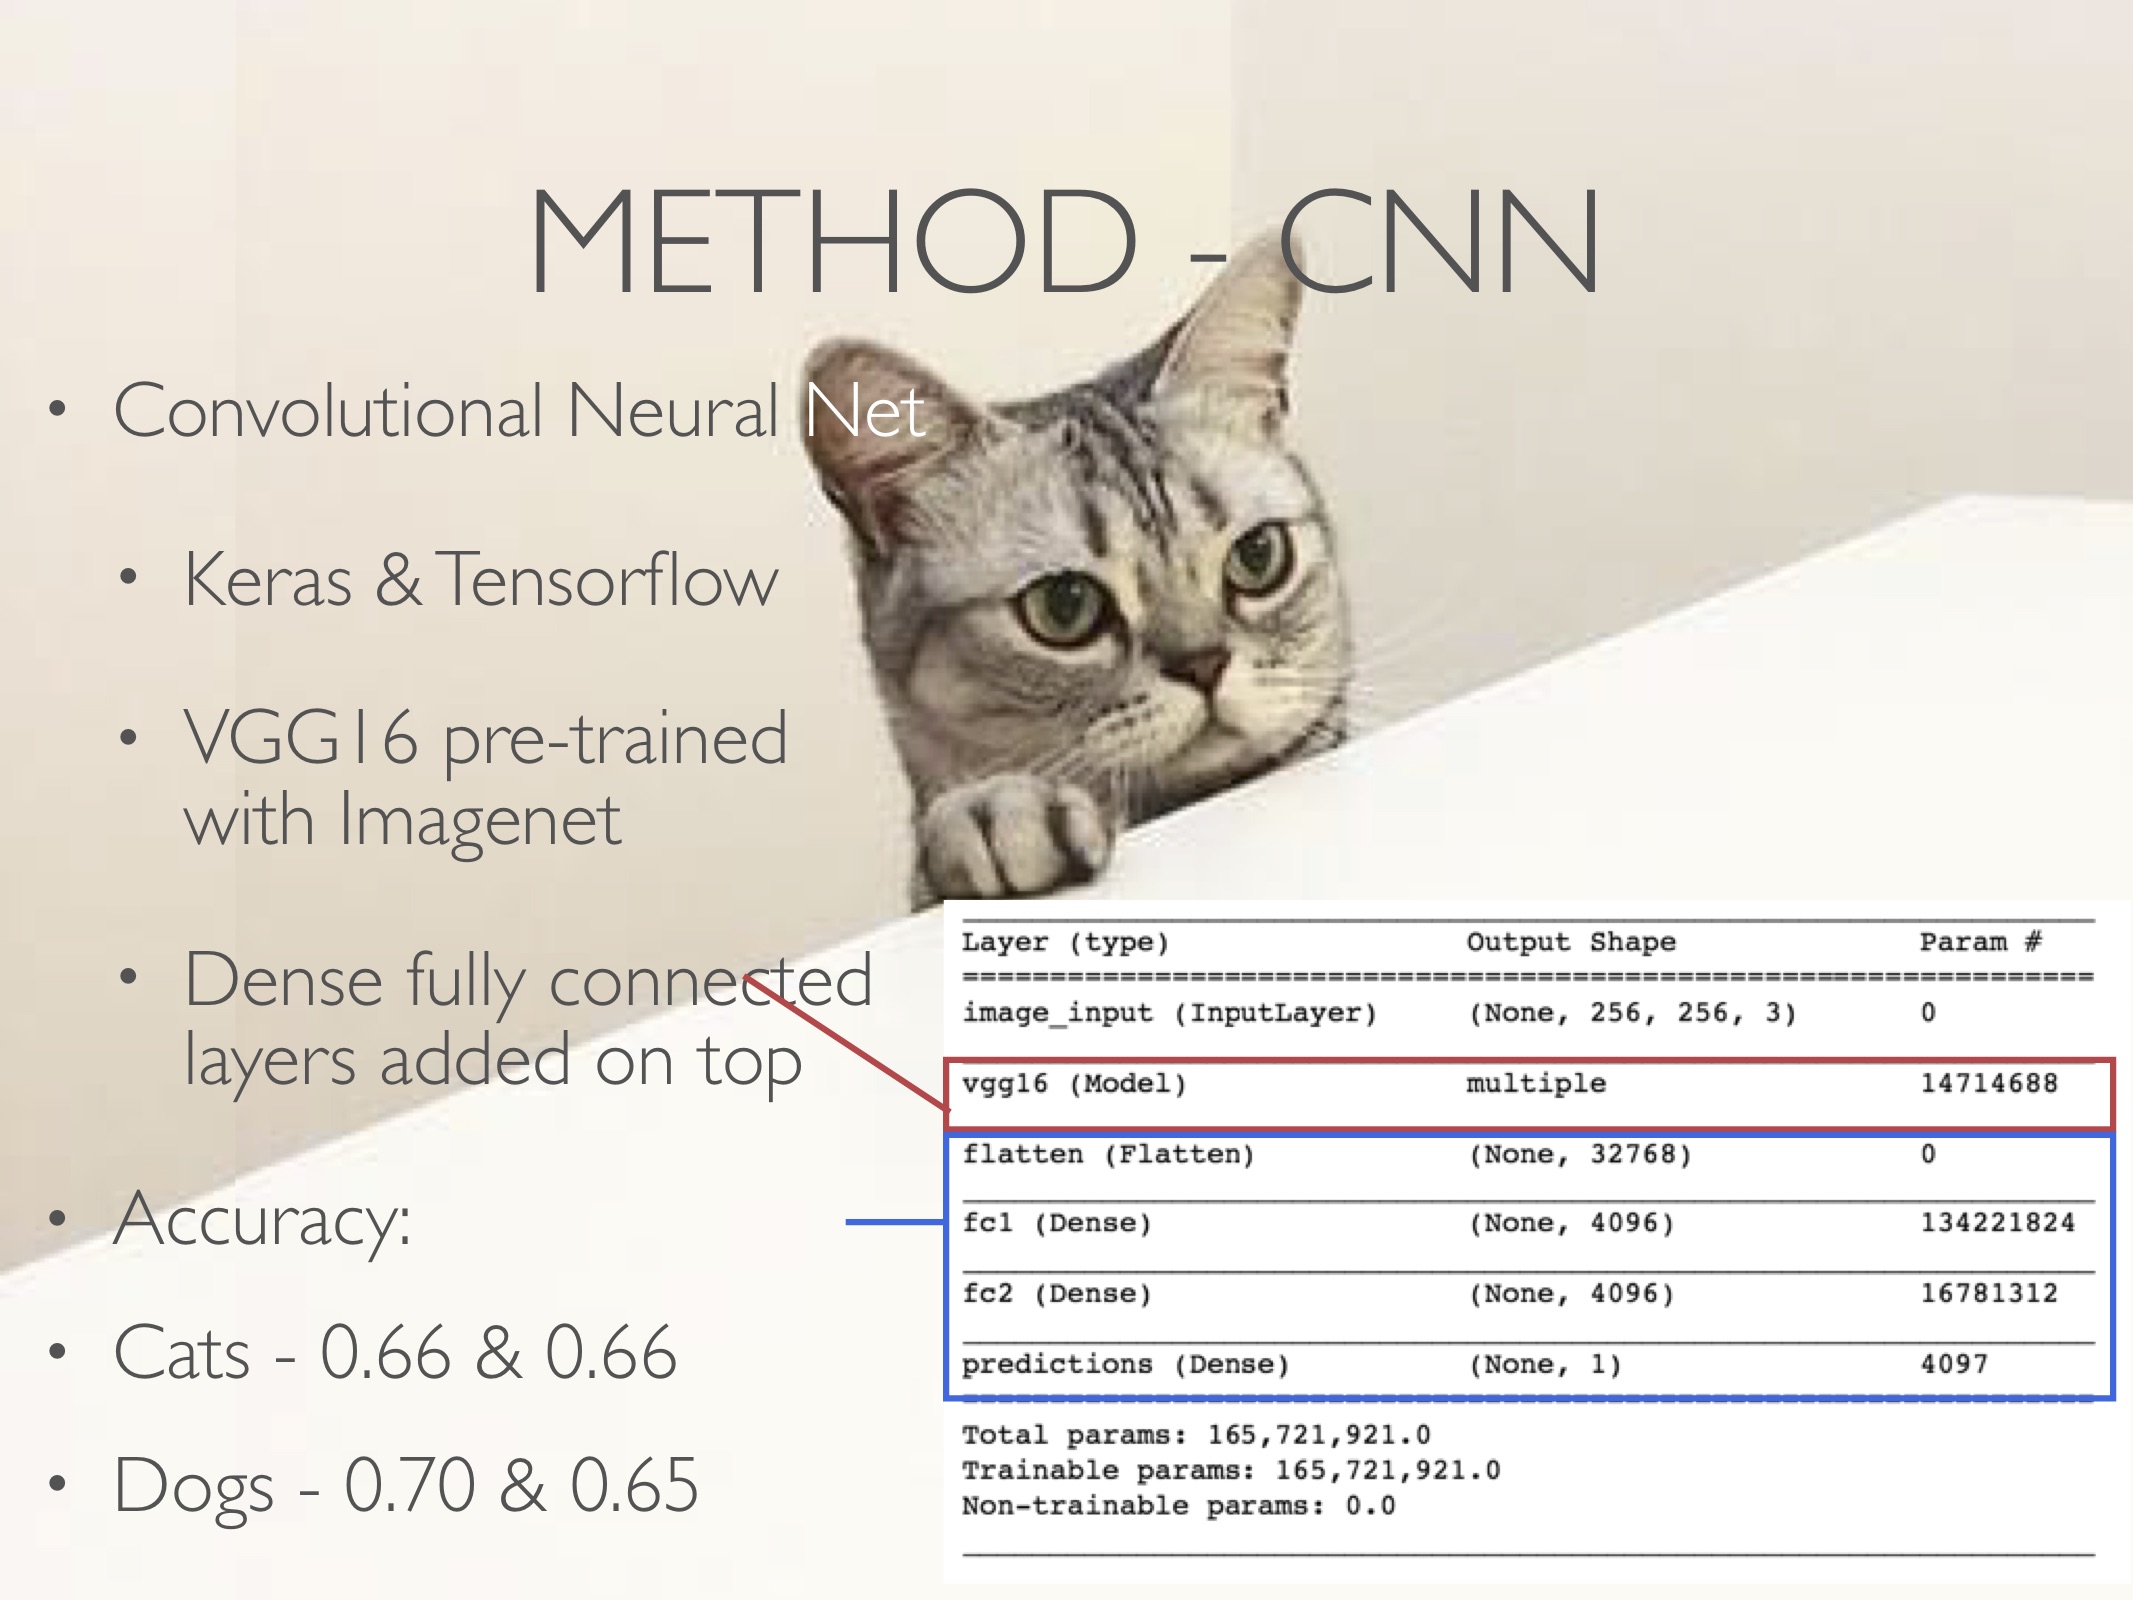 METHOD - CNN
• Convolutional Neural Net
• Keras & Tensorflow
• VGG16 pre-trained
with Imagenet
• Dense fully connected
layers added on top
• Accuracy:
• Cats - 0.66 & 0.66
• Dogs - 0.70 & 0.65
Layer (type) Output Shape Param #
image_input (InputLayer) (None, 256, 256, 3) 0
vgg16 (Model) multiple 14714688
flatten (Flatten) (None, 32768) 0
fc1 (Dense) (None, 4096) 134221824
fc2 (Dense) (None, 4096) 16781312
predictions (Dense) (None, 1) 4097
Total params: 165,721,921.0
Trainable params: 165,721,921.0
Non-trainable params: 0.0